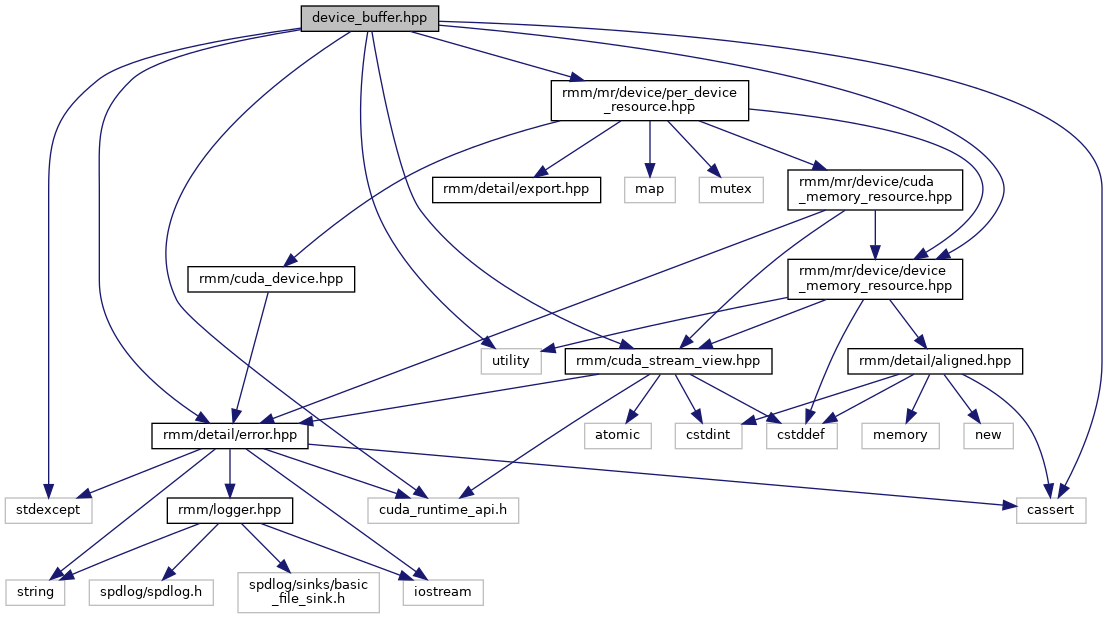 device_buffer.hpp
rmm/mr/device/per_device
_resource.hpp
rmm/detail/export.hpp
map
mutex
rmm/mr/device/cuda
_memory_resource.hpp
rmm/cuda_device.hpp
rmm/mr/device/device
_memory_resource.hpp
utility
rmm/cuda_stream_view.hpp
rmm/detail/aligned.hpp
rmm/detail/error.hpp
atomic
cstdint
cstddef
memory
new
stdexcept
rmm/logger.hpp
cuda_runtime_api.h
cassert
string
spdlog/spdlog.h
spdlog/sinks/basic
_file_sink.h
iostream